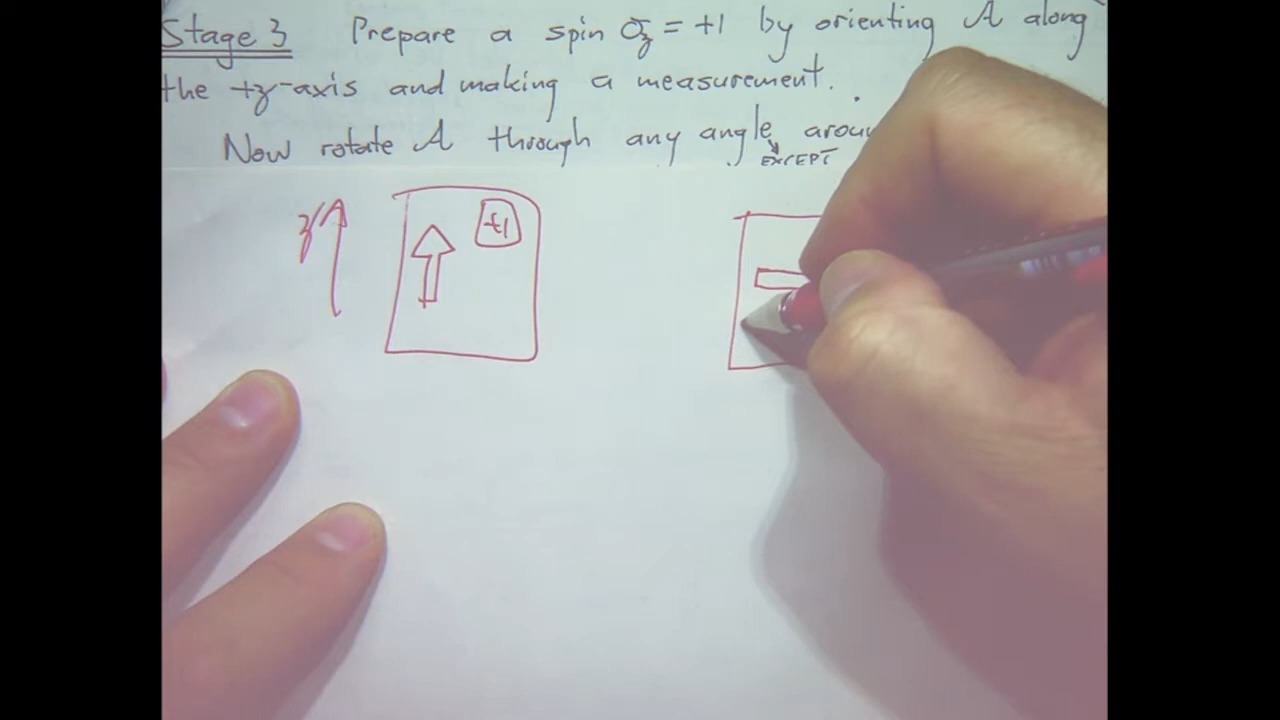 Stage 3 Prepare a spin σz = +1 by orienting A along
the +z-axis and making a measurement.
Now rotate A through any angle
EXCEPT
z +1